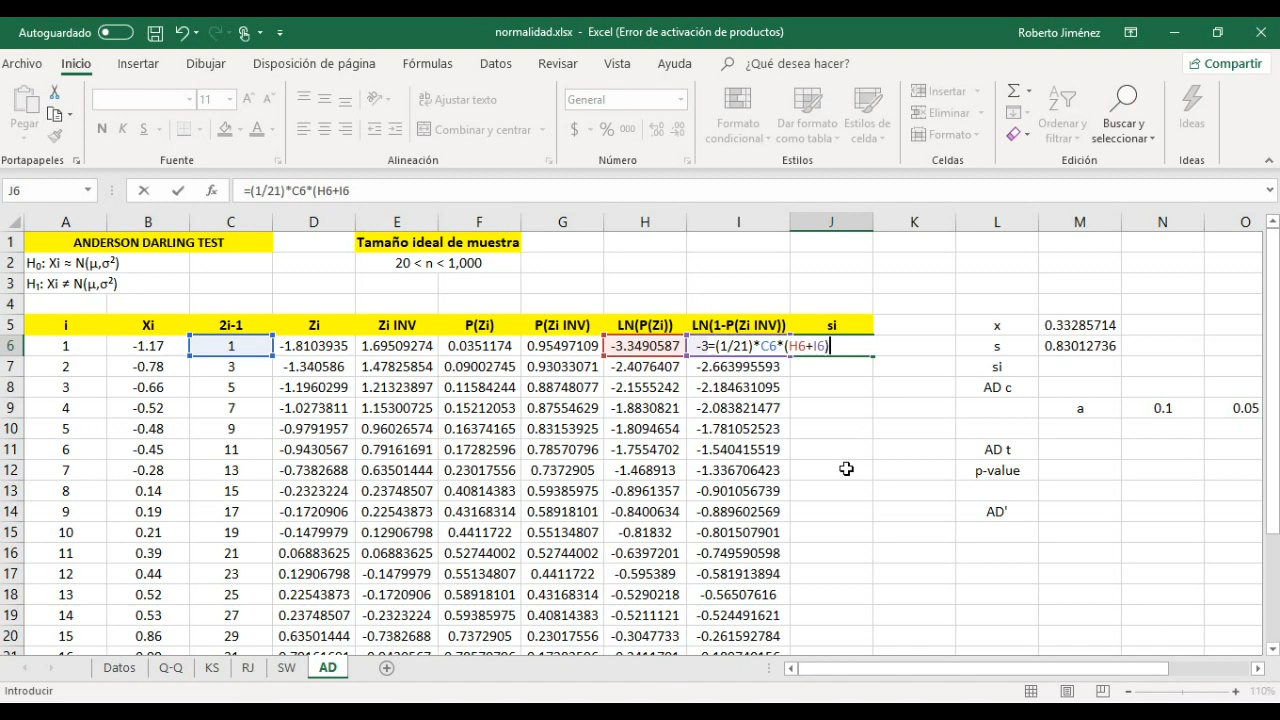 Autoguardado normalidad.xlsx - Excel (Error de activación de productos) Roberto Jiménez
Archivo Inicio Insertar Dibujar Disposición de página Fórmulas Datos Revisar Vista Ayuda ¿Qué desea hacer? Compartir
Pegar 11 Ajustar texto General Formato condicional Dar formato como tabla Estilos de celda Insertar Ordenar y filtrar Buscar y seleccionar Ideas
N K S Combinar y centrar $ % 000 Eliminar Formato
Portapapeles Fuente Alineación Número Estilos Celdas Edición Ideas
J6 fx =(1/21)*C6*(H6+I6
A B C D E F G H I J K L M N O
1 ANDERSON DARLING TEST Tamaño ideal de muestra
2 H₀: Xi ≈ N(μ,σ²) 20 < n < 1,000
3 H₁: Xi ≠ N(μ,σ²)
4
5 i Xi 2i-1 Zi Zi INV P(Zi) P(Zi INV) LN(P(Zi)) LN(1-P(Zi INV)) si x 0.33285714
6 1 -1.17 1 -1.8103935 1.69509274 0.0351174 0.95497109 -3.3490587 -3=(1/21)*C6*(H6+I6) s 0.83012736
7 2 -0.78 3 -1.340586 1.47825854 0.09002745 0.93033071 -2.4076407 -2.663995593 si
8 3 -0.66 5 -1.1960299 1.21323897 0.11584244 0.88748077 -2.1555242 -2.184631095 AD c
9 4 -0.52 7 -1.0273811 1.15300725 0.15212053 0.87554629 -1.8830821 -2.083821477 a 0.1 0.05
10 5 -0.48 9 -0.9791957 0.96026574 0.16374165 0.83153925 -1.8094654 -1.781052523
11 6 -0.45 11 -0.9430567 0.79161691 0.17282596 0.78570796 -1.7554702 -1.540415519 AD t
12 7 -0.28 13 -0.7382688 0.63501444 0.23017556 0.7372905 -1.468913 -1.336706423 p-value
13 8 0.14 15 -0.2323224 0.23748507 0.40814383 0.59385975 -0.8961357 -0.901056739
14 9 0.19 17 -0.1720906 0.22543873 0.43168314 0.58918101 -0.8400634 -0.889602569 AD'
15 10 0.21 19 -0.1479979 0.12906798 0.4411722 0.55134807 -0.81832 -0.801507901
16 11 0.39 21 0.06883625 0.06883625 0.52744002 0.52744002 -0.6397201 -0.749590598
17 12 0.44 23 0.12906798 -0.1479979 0.55134807 0.4411722 -0.595389 -0.581913894
18 13 0.52 25 0.22543873 -0.1720906 0.58918101 0.43168314 -0.5290218 -0.56507616
19 14 0.53 27 0.23748507 -0.2323224 0.59385975 0.40814383 -0.5211121 -0.524491621
20 15 0.86 29 0.63501444 -0.7382688 0.7372905 0.23017556 -0.3047733 -0.261592784
Datos Q-Q KS RJ SW AD
Introducir 110%